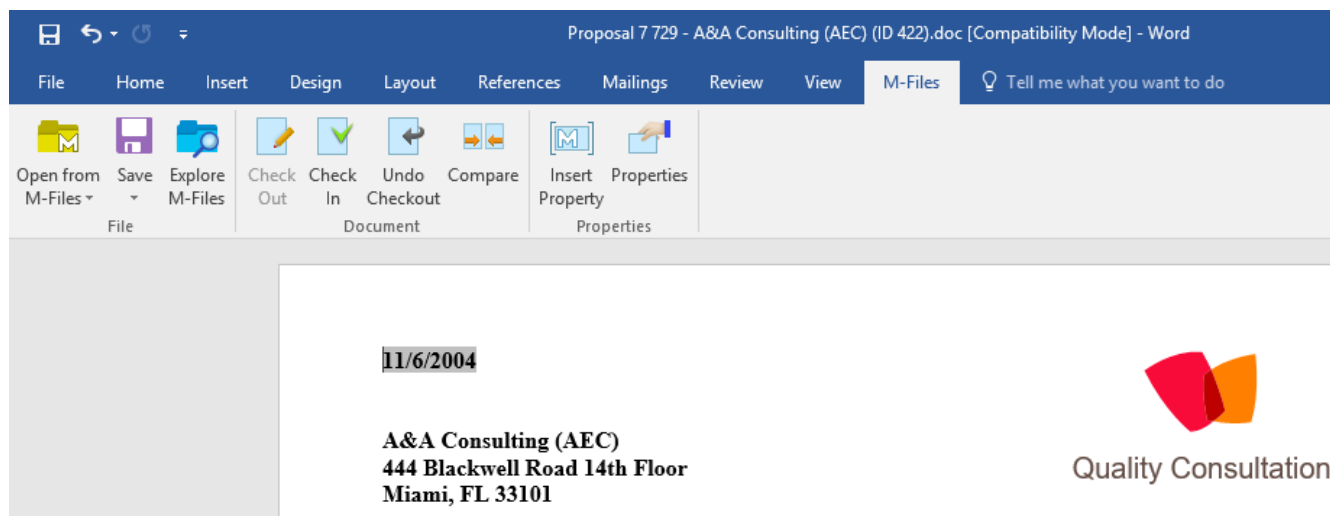 Proposal 7 729 - A&A Consulting (AEC) (ID 422).doc [Compatibility Mode] - Word
File Home Insert Design Layout References Mailings Review View M-Files Tell me what you want to do
Open from M-Files
Save
Explore M-Files
Check Out
Check In
Undo Checkout
Compare
Insert Property
Properties
File Document Properties
11/6/2004
A&A Consulting (AEC)
444 Blackwell Road 14th Floor
Miami, FL 33101
Quality Consultation